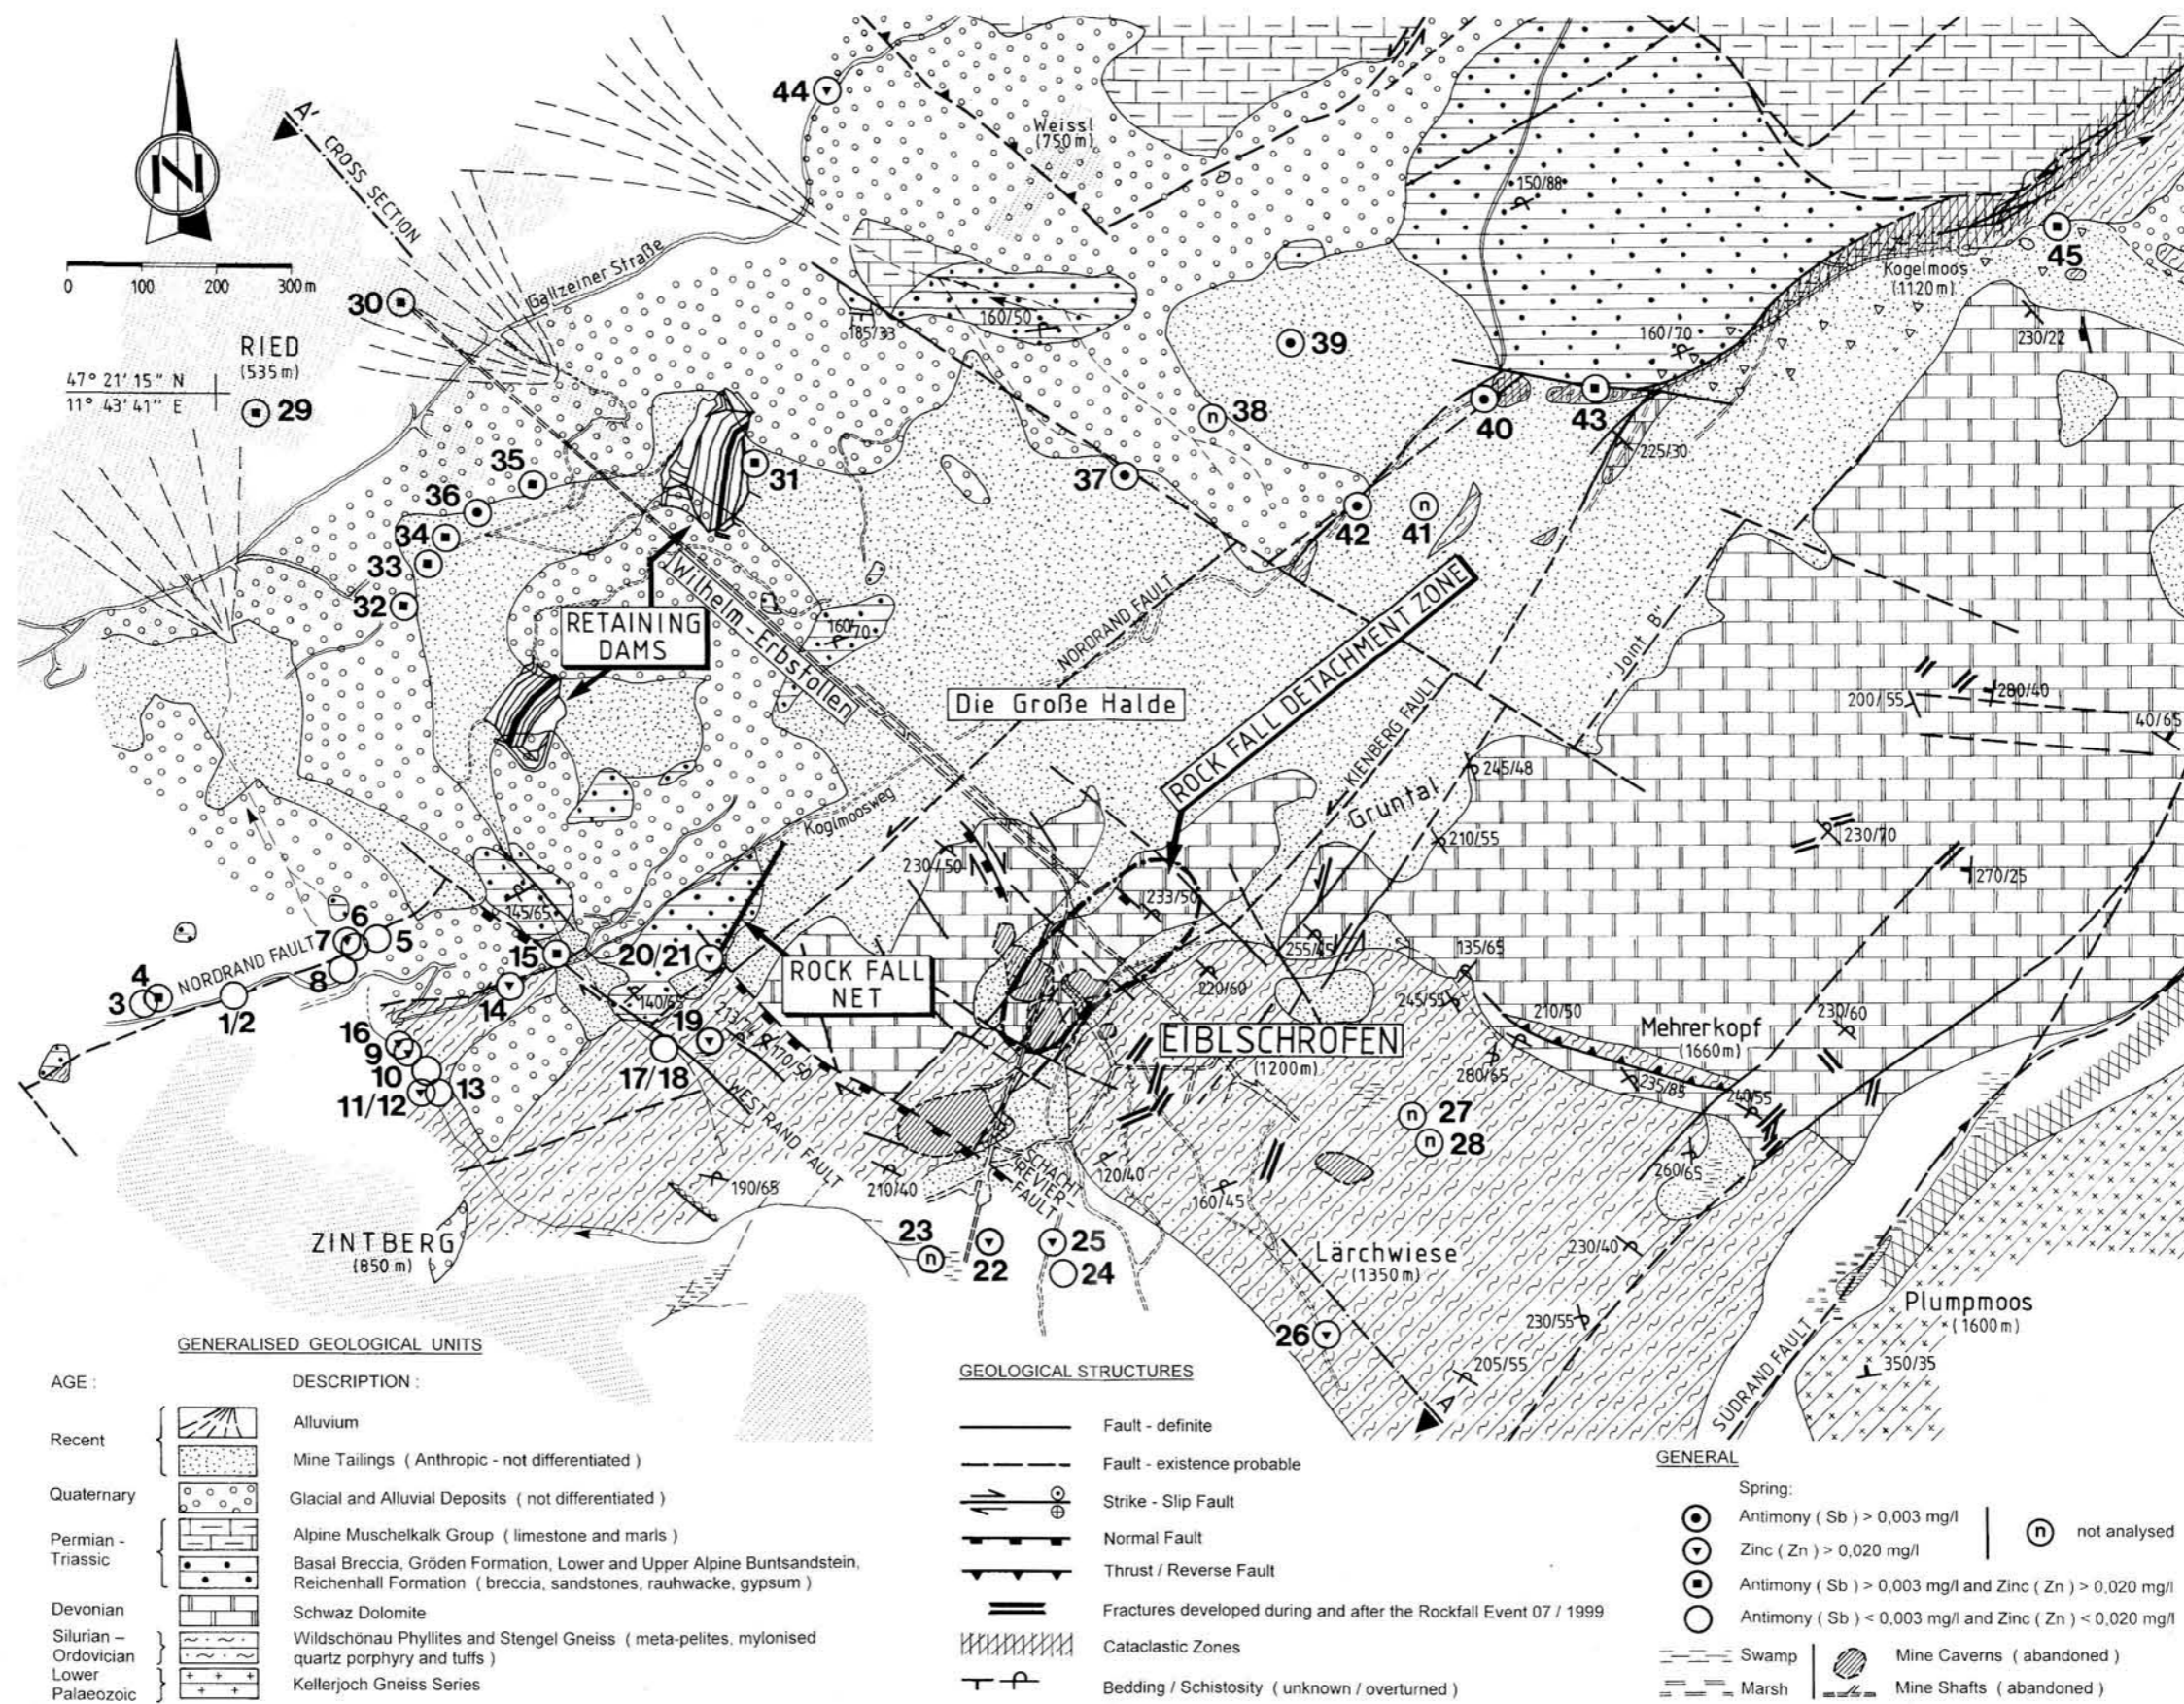 A'
CROSS SECTION
N
0 100 200 300 m
44
Weissl
(750 m)
150/88
45
Kogelmoos
(1120 m)
Gallzeiner Straße
30
RIED
(535 m)
47° 21' 15" N
11° 43' 41" E
29
185/33
160/50
39
160/70
230/22
38
40
43
225/30
35
31
36
37
34
42
41
33
32
Wilhelm-Erbstollen
RETAINING
DAMS
160/70
NORDRAND FAULT
ROCK FALL DETACHMENT ZONE
Joint B"
Die Große Halde
200/55
280/40
40/65
KIENBERG FAULT
Gruntal
245/48
Koglmoosweg
210/55
230/70
230/50
270/25
233/50
145/65
6
7
5
NORDRAND FAULT
8
15
20/21
255/45
135/65
4
3
1/2
14
ROCK FALL
NET
140/65
220/60
245/55
210/50
230/60
16
19
213/74
170/50
EIBLSCHROFEN
(1200m)
Mehrerkopf
(1660m)
9
10
17/18
280/65
235/85
240/55
11/12
13
WESTRAND FAULT
27
28
SCHACHT
REVIER-
FAULT
120/40
260/65
190/65
210/40
160/45
ZINTBERG
(850 m)
23
22
25
24
Lärchwiese
(1350m)
230/40
Plumpmoos
(1600m)
26
230/55
205/55
350/35
SÜDRAND FAULT
A
GENERALISED GEOLOGICAL UNITS
AGE :
DESCRIPTION :
Recent
Alluvium
Mine Tailings ( Anthropic - not differentiated )
Quaternary
Glacial and Alluvial Deposits ( not differentiated )
Permian -
Triassic
Alpine Muschelkalk Group ( limestone and marls )
Basal Breccia, Gröden Formation, Lower and Upper Alpine Buntsandstein,
Reichenhall Formation ( breccia, sandstones, rauhwacke, gypsum )
Devonian
Schwaz Dolomite
Silurian –
Ordovician
Wildschönau Phyllites and Stengel Gneiss ( meta-pelites, mylonised
quartz porphyry and tuffs )
Lower
Palaeozoic
Kellerjoch Gneiss Series
GEOLOGICAL STRUCTURES
Fault - definite
Fault - existence probable
Strike - Slip Fault
Normal Fault
Thrust / Reverse Fault
Fractures developed during and after the Rockfall Event 07 / 1999
Cataclastic Zones
Bedding / Schistosity ( unknown / overturned )
GENERAL
Spring:
Antimony ( Sb ) > 0,003 mg/l
n not analysed
Zinc ( Zn ) > 0,020 mg/l
Antimony ( Sb ) > 0,003 mg/l and Zinc ( Zn ) > 0,020 mg/l
Antimony ( Sb ) < 0,003 mg/l and Zinc ( Zn ) < 0,020 mg/l
Swamp
Mine Caverns ( abandoned )
Marsh
Mine Shafts ( abandoned )